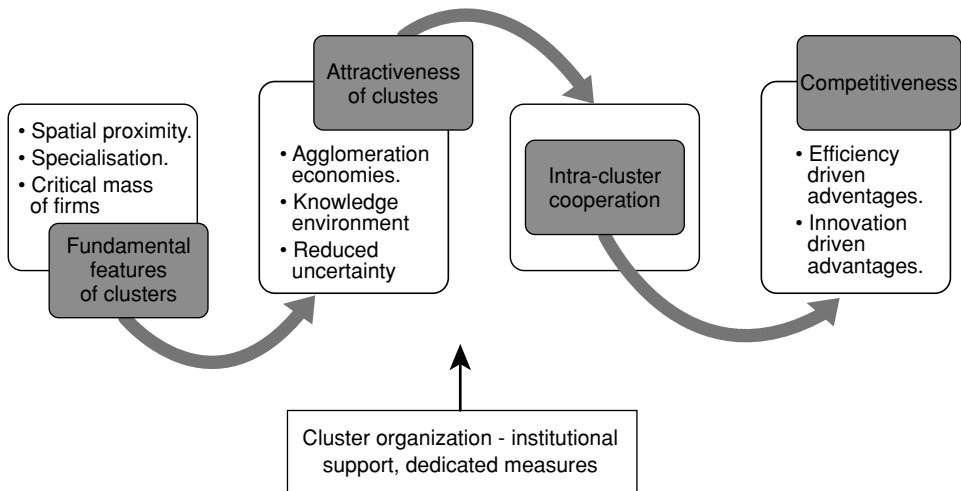 • Spatial proximity.
• Specialisation.
• Critical mass
of firms
Fundamental
features
of clusters
Attractiveness
of clustes
• Agglomeration
economies.
• Knowledge
environment
• Reduced
uncertainty
Intra-cluster
cooperation
Competitiveness
• Efficiency
driven
advantages.
• Innovation
driven
advantages.
Cluster organization - institutional
support, dedicated measures